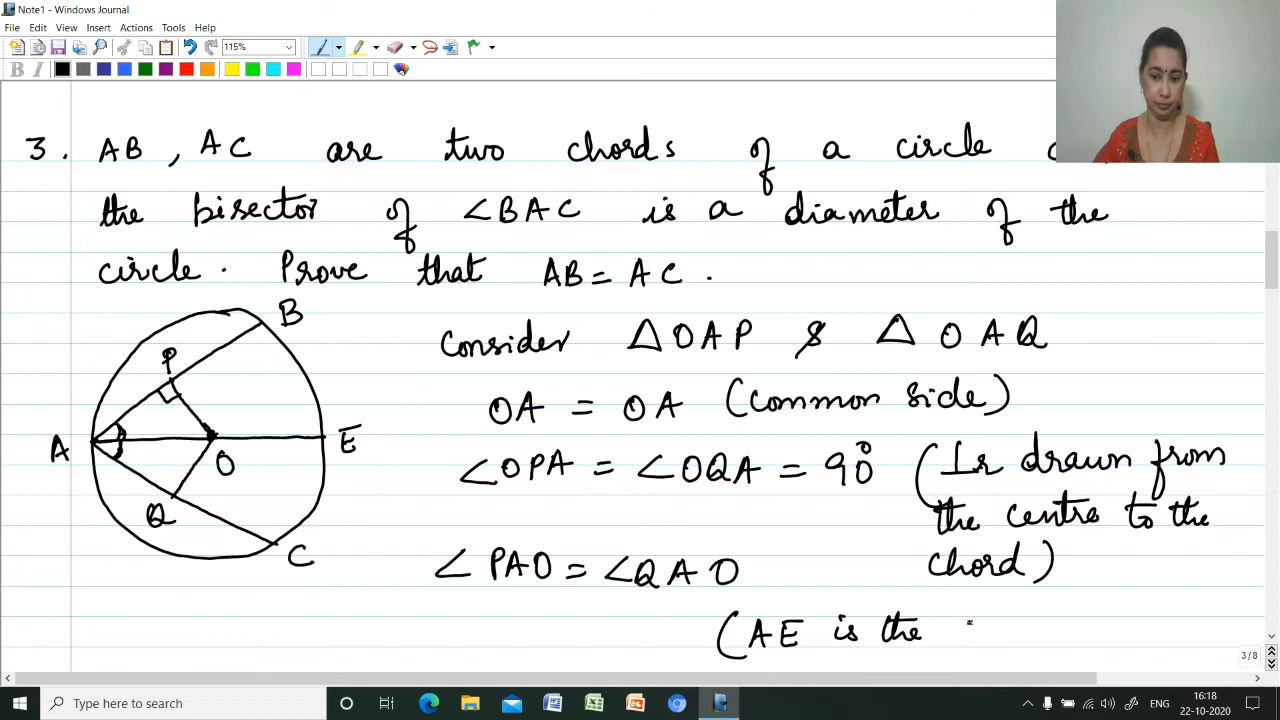 Note1 - Windows Journal
File Edit View Insert Actions Tools Help
115%
B I
3. AB, AC are two chords of a circle
the bisector of ∠BAC is a diameter of the
circle. Prove that AB = AC.
B
P
A
O
E
Q
C
Consider △OAP & △OAQ
OA = OA (Common side)
∠OPA = ∠OQA = 90° (⊥r drawn from
the centre to the
chord)
∠PAO = ∠QAO
(AE is the
3/8
Type here to search
ENG
16:18
22-10-2020